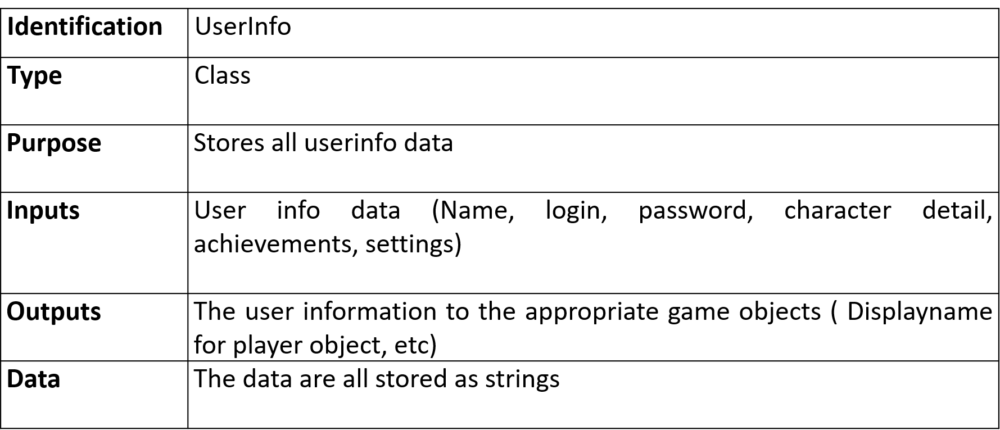 Identification UserInfo
Type Class
Purpose Stores all userinfo data
Inputs User info data (Name, login, password, character detail,
achievements, settings)
Outputs The user information to the appropriate game objects ( Displayname
for player object, etc)
Data The data are all stored as strings